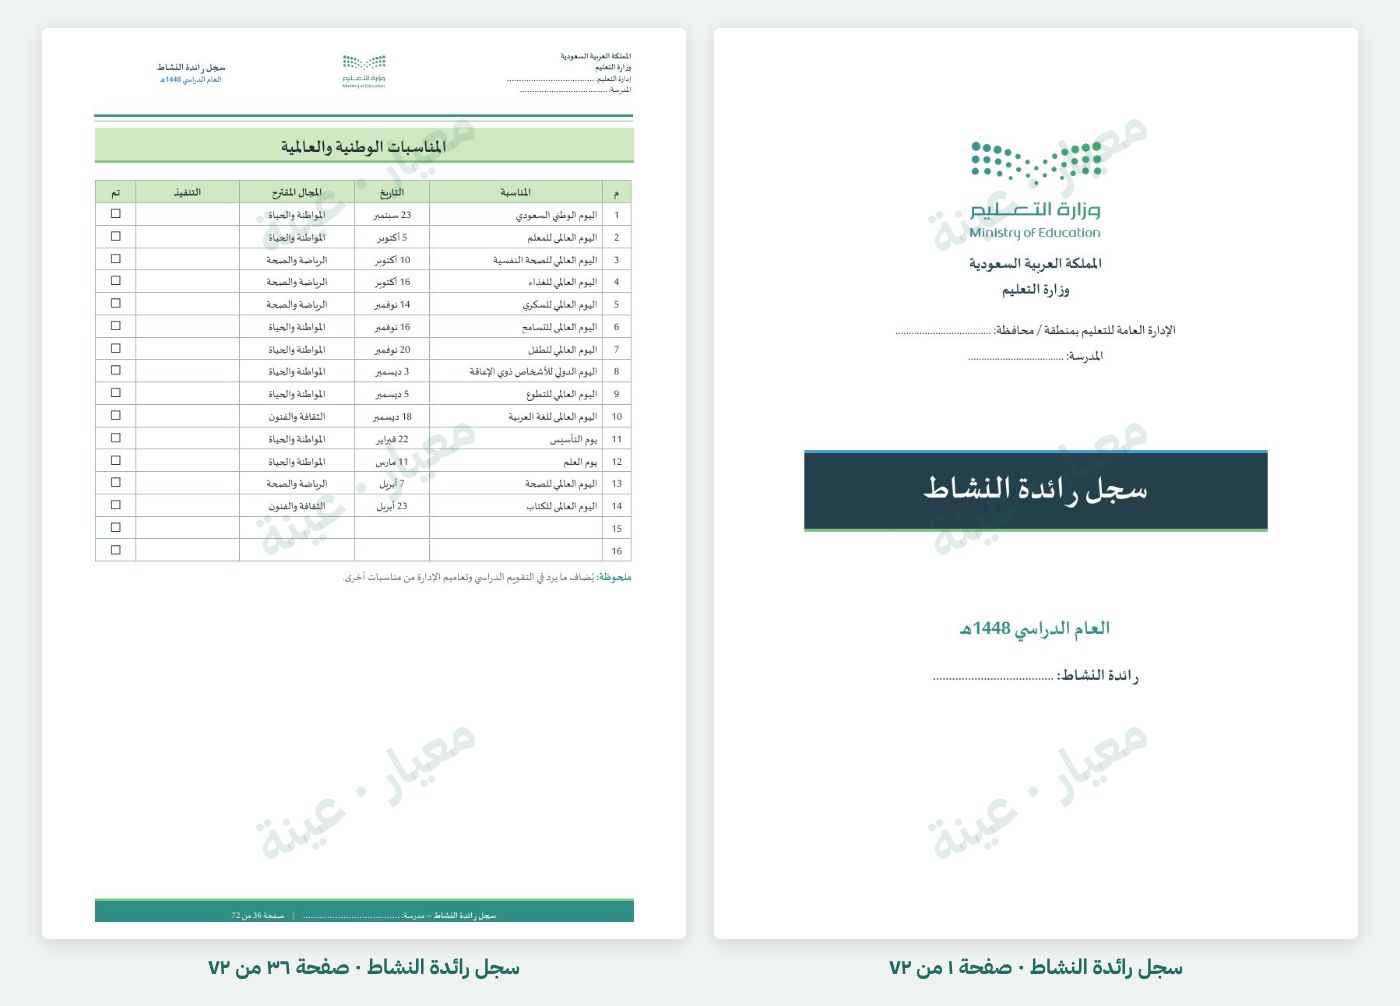 وزارة التعليم
Ministry of Education
المملكة العربية السعودية
وزارة التعليم
الإدارة العامة للتعليم بمنطقة / محافظة: ....................................
المدرسة: ....................................
سجل رائدة النشاط
العام الدراسي 1448هـ
رائدة النشاط: ....................................
معيار · عينة
معيار · عينة
معيار · عينة
سجل رائدة النشاط · صفحة ١ من ٧٢
المملكة العربية السعودية
وزارة التعليم
إدارة التعليم: ....................................
المدرسة: ....................................
وزارة التعليم
Ministry of Education
سجل رائدة النشاط
العام الدراسي 1448هـ
المناسبات الوطنية والعالمية
م المناسبة التاريخ المجال المقترح التنفيذ تم
1 اليوم الوطني السعودي 23 سبتمبر المواطنة والحياة ☐
2 اليوم العالمي للمعلم 5 أكتوبر المواطنة والحياة ☐
3 اليوم العالمي للصحة النفسية 10 أكتوبر الرياضة والصحة ☐
4 اليوم العالمي للغذاء 16 أكتوبر الرياضة والصحة ☐
5 اليوم العالمي للسكري 14 نوفمبر الرياضة والصحة ☐
6 اليوم العالمي للتسامح 16 نوفمبر المواطنة والحياة ☐
7 اليوم العالمي للطفل 20 نوفمبر المواطنة والحياة ☐
8 اليوم الدولي للأشخاص ذوي الإعاقة 3 ديسمبر المواطنة والحياة ☐
9 اليوم العالمي للتطوع 5 ديسمبر المواطنة والحياة ☐
10 اليوم العالمي للغة العربية 18 ديسمبر الثقافة والفنون ☐
11 يوم التأسيس 22 فبراير المواطنة والحياة ☐
12 يوم العلم 11 مارس المواطنة والحياة ☐
13 اليوم العالمي للصحة 7 أبريل الرياضة والصحة ☐
14 اليوم العالمي للكتاب 23 أبريل الثقافة والفنون ☐
15 ☐
16 ☐
ملحوظة: يُضاف ما يرد في التقويم الدراسي وتعاميم الإدارة من مناسبات أخرى.
معيار · عينة
معيار · عينة
معيار · عينة
سجل رائدة النشاط – مدرسة: .................................... | صفحة 36 من 72
سجل رائدة النشاط · صفحة ٣٦ من ٧٢